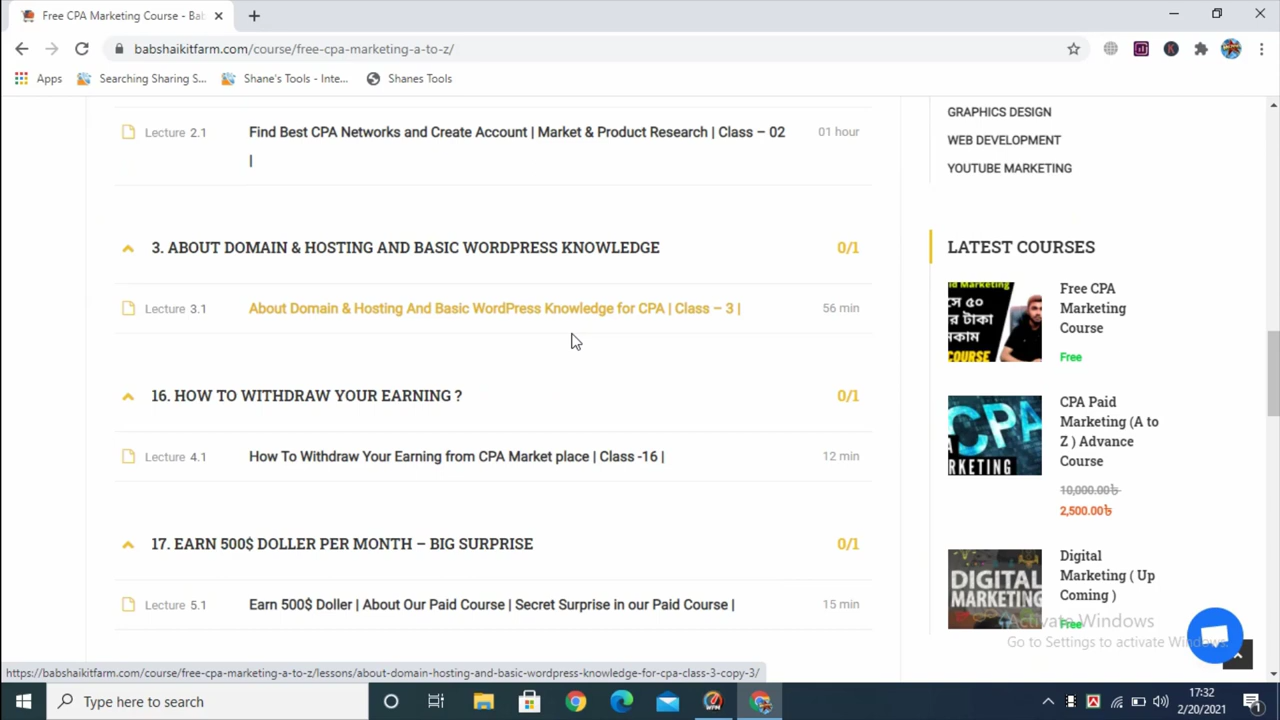 Free CPA Marketing Course - Bab
babshaikitfarm.com/course/free-cpa-marketing-a-to-z/
Apps
Searching Sharing S...
Shane's Tools - Inte...
Shanes Tools
Lecture 2.1
Find Best CPA Networks and Create Account | Market & Product Research | Class – 02
|
01 hour
3. ABOUT DOMAIN & HOSTING AND BASIC WORDPRESS KNOWLEDGE
0/1
Lecture 3.1
About Domain & Hosting And Basic WordPress Knowledge for CPA | Class – 3 |
56 min
16. HOW TO WITHDRAW YOUR EARNING ?
0/1
Lecture 4.1
How To Withdraw Your Earning from CPA Market place | Class -16 |
12 min
17. EARN 500$ DOLLER PER MONTH – BIG SURPRISE
0/1
Lecture 5.1
Earn 500$ Doller | About Our Paid Course | Secret Surprise in our Paid Course |
15 min
GRAPHICS DESIGN
WEB DEVELOPMENT
YOUTUBE MARKETING
LATEST COURSES
Free CPA
Marketing
Course
Free
CPA Paid
Marketing (A to
Z ) Advance
Course
10,000.00৳
2,500.00৳
DIGITAL
MARKETING
Digital
Marketing ( Up
Coming )
Free
Activate Windows
Go to Settings to activate Windows.
https://babshaikitfarm.com/course/free-cpa-marketing-a-to-z/lessons/about-domain-hosting-and-basic-wordpress-knowledge-for-cpa-class-3-copy-3/
Type here to search
17:32
2/20/2021